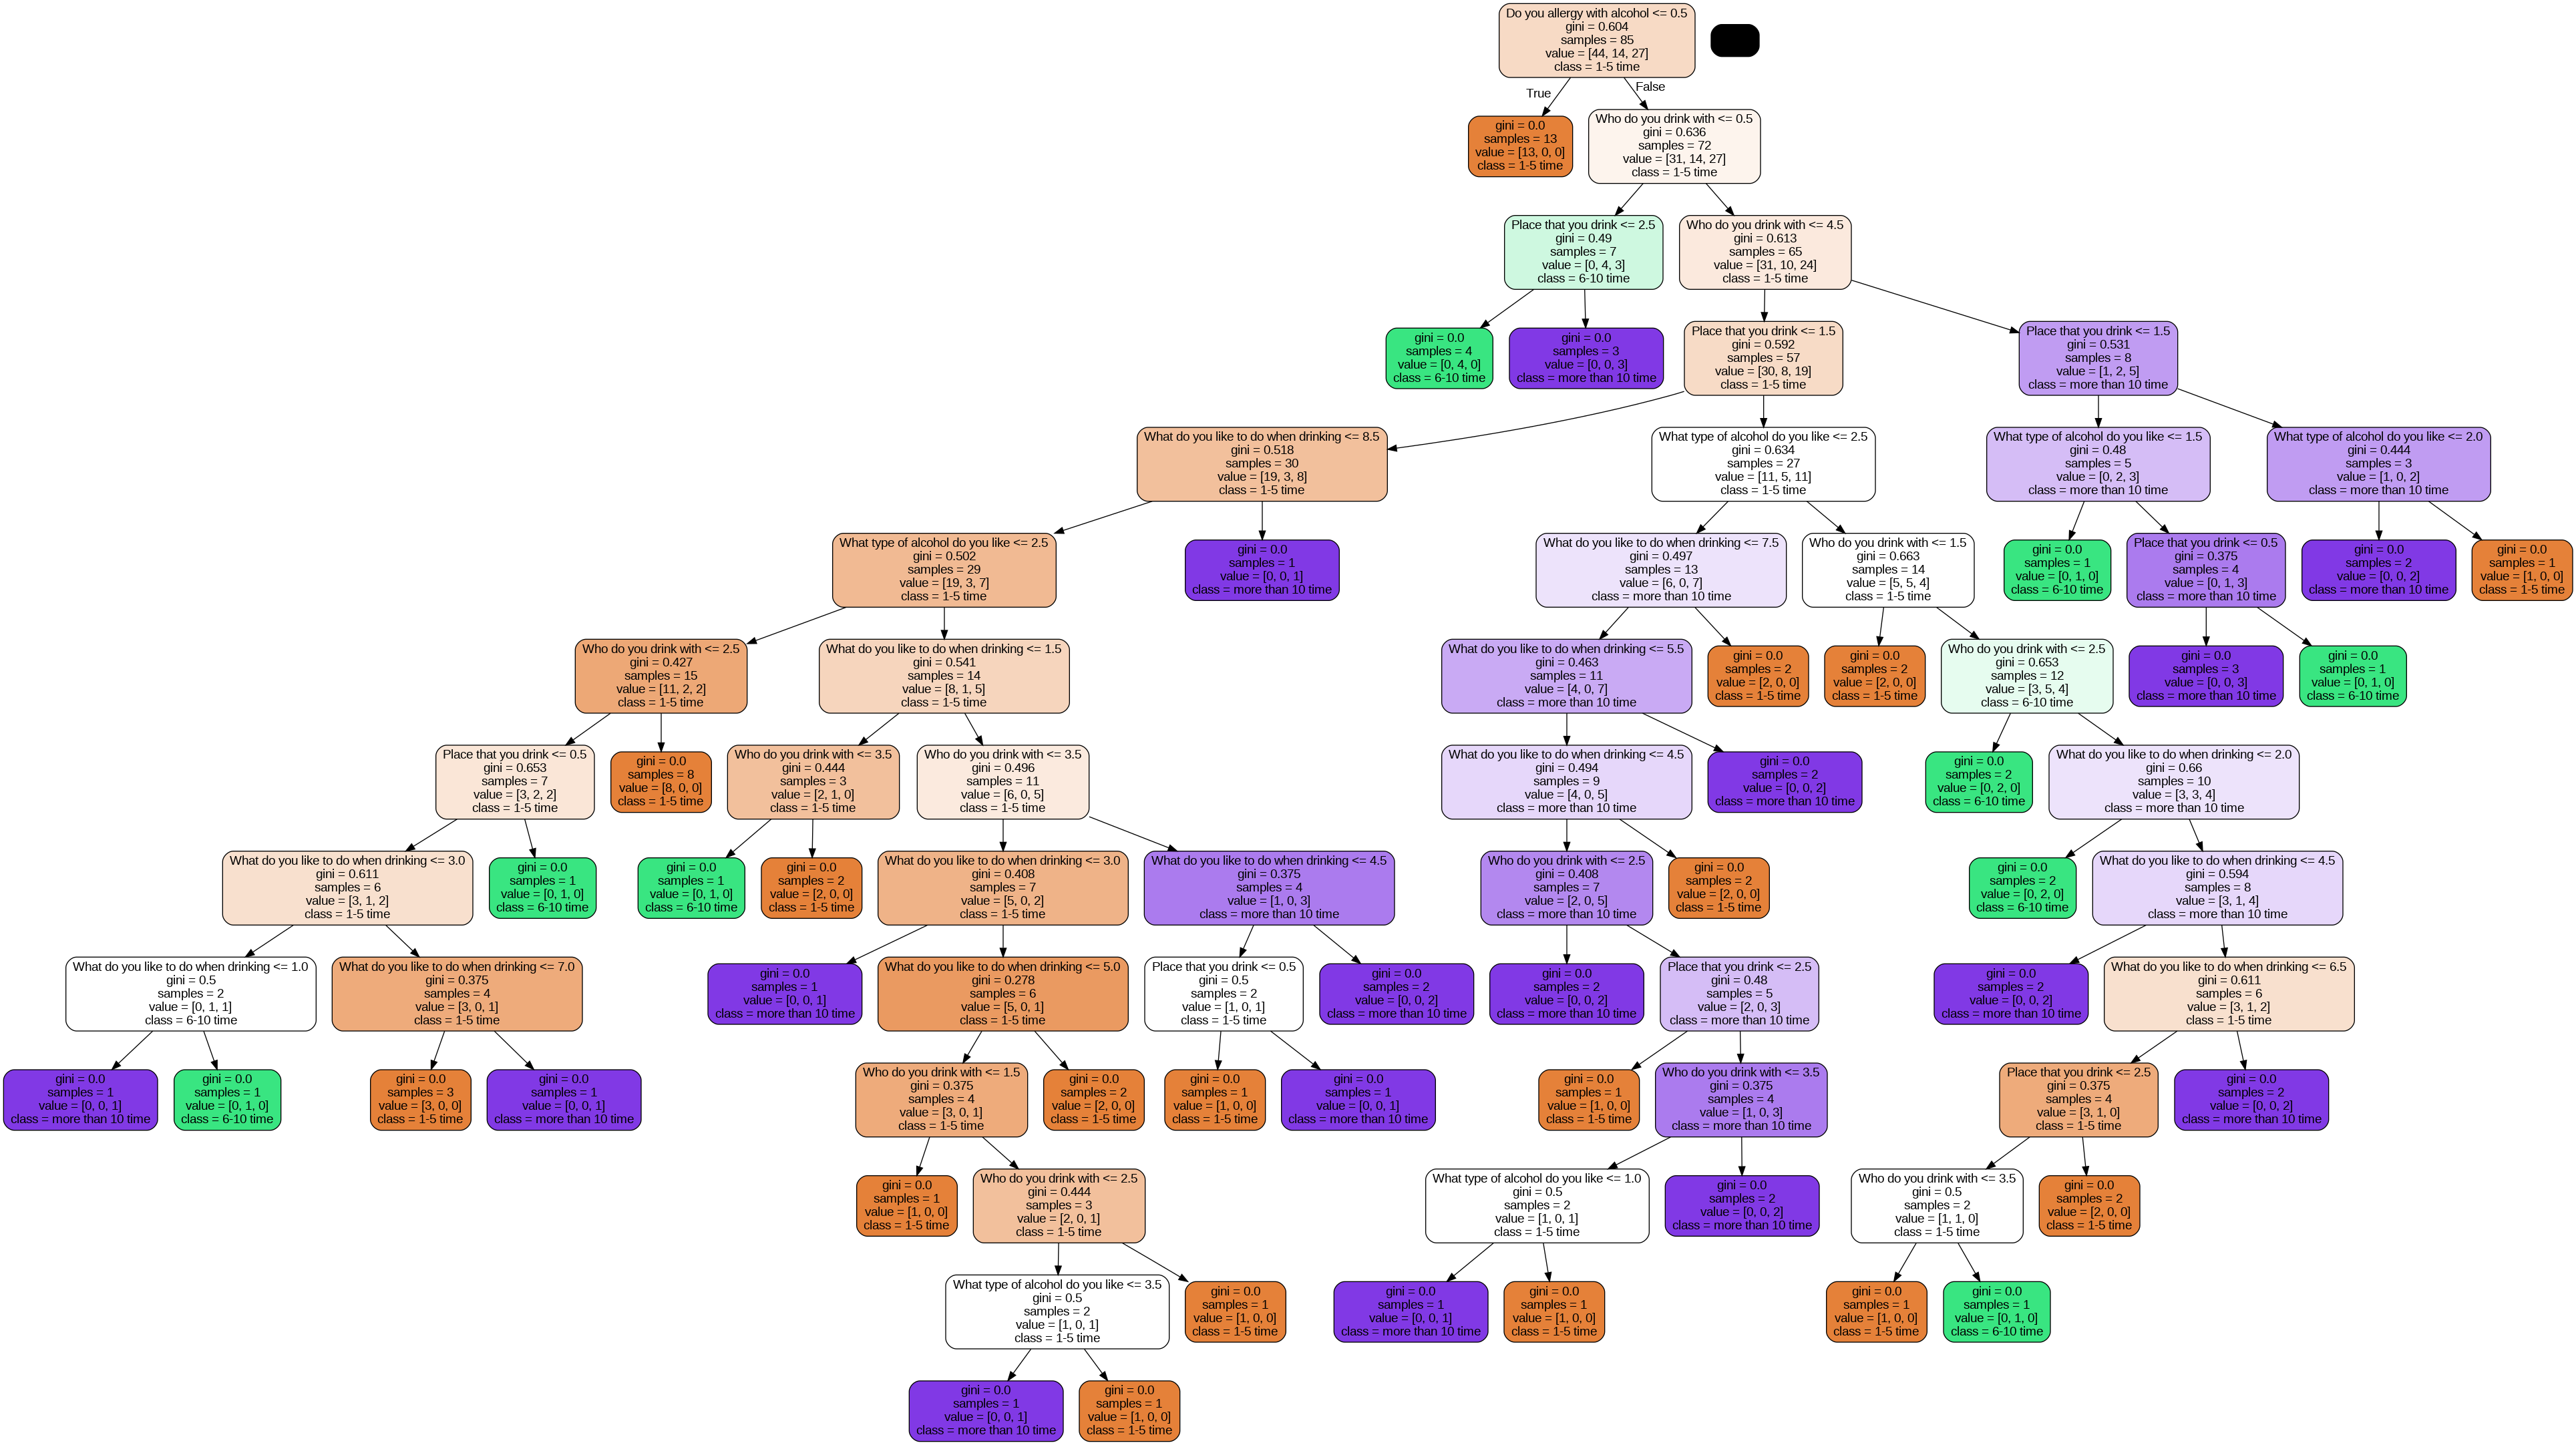 Do you allergy with alcohol <= 0.5
gini = 0.604
samples = 85
value = [44, 14, 27]
class = 1-5 time
True
False
gini = 0.0
samples = 13
value = [13, 0, 0]
class = 1-5 time
Who do you drink with <= 0.5
gini = 0.636
samples = 72
value = [31, 14, 27]
class = 1-5 time
Place that you drink <= 2.5
gini = 0.49
samples = 7
value = [0, 4, 3]
class = 6-10 time
Who do you drink with <= 4.5
gini = 0.613
samples = 65
value = [31, 10, 24]
class = 1-5 time
gini = 0.0
samples = 4
value = [0, 4, 0]
class = 6-10 time
gini = 0.0
samples = 3
value = [0, 0, 3]
class = more than 10 time
Place that you drink <= 1.5
gini = 0.592
samples = 57
value = [30, 8, 19]
class = 1-5 time
Place that you drink <= 1.5
gini = 0.531
samples = 8
value = [1, 2, 5]
class = more than 10 time
What do you like to do when drinking <= 8.5
gini = 0.518
samples = 30
value = [19, 3, 8]
class = 1-5 time
What type of alcohol do you like <= 2.5
gini = 0.634
samples = 27
value = [11, 5, 11]
class = 1-5 time
What type of alcohol do you like <= 1.5
gini = 0.48
samples = 5
value = [0, 2, 3]
class = more than 10 time
What type of alcohol do you like <= 2.0
gini = 0.444
samples = 3
value = [1, 0, 2]
class = more than 10 time
What type of alcohol do you like <= 2.5
gini = 0.502
samples = 29
value = [19, 3, 7]
class = 1-5 time
gini = 0.0
samples = 1
value = [0, 0, 1]
class = more than 10 time
What do you like to do when drinking <= 7.5
gini = 0.497
samples = 13
value = [6, 0, 7]
class = more than 10 time
Who do you drink with <= 1.5
gini = 0.663
samples = 14
value = [5, 5, 4]
class = 1-5 time
gini = 0.0
samples = 1
value = [0, 1, 0]
class = 6-10 time
Place that you drink <= 0.5
gini = 0.375
samples = 4
value = [0, 1, 3]
class = more than 10 time
gini = 0.0
samples = 2
value = [0, 0, 2]
class = more than 10 time
gini = 0.0
samples = 1
value = [1, 0, 0]
class = 1-5 time
Who do you drink with <= 2.5
gini = 0.427
samples = 15
value = [11, 2, 2]
class = 1-5 time
What do you like to do when drinking <= 1.5
gini = 0.541
samples = 14
value = [8, 1, 5]
class = 1-5 time
What do you like to do when drinking <= 5.5
gini = 0.463
samples = 11
value = [4, 0, 7]
class = more than 10 time
gini = 0.0
samples = 2
value = [2, 0, 0]
class = 1-5 time
gini = 0.0
samples = 2
value = [2, 0, 0]
class = 1-5 time
Who do you drink with <= 2.5
gini = 0.653
samples = 12
value = [3, 5, 4]
class = 6-10 time
gini = 0.0
samples = 3
value = [0, 0, 3]
class = more than 10 time
gini = 0.0
samples = 1
value = [0, 1, 0]
class = 6-10 time
Place that you drink <= 0.5
gini = 0.653
samples = 7
value = [3, 2, 2]
class = 1-5 time
gini = 0.0
samples = 8
value = [8, 0, 0]
class = 1-5 time
Who do you drink with <= 3.5
gini = 0.444
samples = 3
value = [2, 1, 0]
class = 1-5 time
Who do you drink with <= 3.5
gini = 0.496
samples = 11
value = [6, 0, 5]
class = 1-5 time
What do you like to do when drinking <= 4.5
gini = 0.494
samples = 9
value = [4, 0, 5]
class = more than 10 time
gini = 0.0
samples = 2
value = [0, 0, 2]
class = more than 10 time
gini = 0.0
samples = 2
value = [0, 2, 0]
class = 6-10 time
What do you like to do when drinking <= 2.0
gini = 0.66
samples = 10
value = [3, 3, 4]
class = more than 10 time
What do you like to do when drinking <= 3.0
gini = 0.611
samples = 6
value = [3, 1, 2]
class = 1-5 time
gini = 0.0
samples = 1
value = [0, 1, 0]
class = 6-10 time
gini = 0.0
samples = 1
value = [0, 1, 0]
class = 6-10 time
gini = 0.0
samples = 2
value = [2, 0, 0]
class = 1-5 time
What do you like to do when drinking <= 3.0
gini = 0.408
samples = 7
value = [5, 0, 2]
class = 1-5 time
What do you like to do when drinking <= 4.5
gini = 0.375
samples = 4
value = [1, 0, 3]
class = more than 10 time
Who do you drink with <= 2.5
gini = 0.408
samples = 7
value = [2, 0, 5]
class = more than 10 time
gini = 0.0
samples = 2
value = [2, 0, 0]
class = 1-5 time
gini = 0.0
samples = 2
value = [0, 2, 0]
class = 6-10 time
What do you like to do when drinking <= 4.5
gini = 0.594
samples = 8
value = [3, 1, 4]
class = more than 10 time
What do you like to do when drinking <= 1.0
gini = 0.5
samples = 2
value = [0, 1, 1]
class = 6-10 time
What do you like to do when drinking <= 7.0
gini = 0.375
samples = 4
value = [3, 0, 1]
class = 1-5 time
gini = 0.0
samples = 1
value = [0, 0, 1]
class = more than 10 time
What do you like to do when drinking <= 5.0
gini = 0.278
samples = 6
value = [5, 0, 1]
class = 1-5 time
Place that you drink <= 0.5
gini = 0.5
samples = 2
value = [1, 0, 1]
class = 1-5 time
gini = 0.0
samples = 2
value = [0, 0, 2]
class = more than 10 time
gini = 0.0
samples = 2
value = [0, 0, 2]
class = more than 10 time
Place that you drink <= 2.5
gini = 0.48
samples = 5
value = [2, 0, 3]
class = more than 10 time
gini = 0.0
samples = 2
value = [0, 0, 2]
class = more than 10 time
What do you like to do when drinking <= 6.5
gini = 0.611
samples = 6
value = [3, 1, 2]
class = 1-5 time
gini = 0.0
samples = 1
value = [0, 0, 1]
class = more than 10 time
gini = 0.0
samples = 1
value = [0, 1, 0]
class = 6-10 time
gini = 0.0
samples = 3
value = [3, 0, 0]
class = 1-5 time
gini = 0.0
samples = 1
value = [0, 0, 1]
class = more than 10 time
Who do you drink with <= 1.5
gini = 0.375
samples = 4
value = [3, 0, 1]
class = 1-5 time
gini = 0.0
samples = 2
value = [2, 0, 0]
class = 1-5 time
gini = 0.0
samples = 1
value = [1, 0, 0]
class = 1-5 time
gini = 0.0
samples = 1
value = [0, 0, 1]
class = more than 10 time
gini = 0.0
samples = 1
value = [1, 0, 0]
class = 1-5 time
Who do you drink with <= 3.5
gini = 0.375
samples = 4
value = [1, 0, 3]
class = more than 10 time
Place that you drink <= 2.5
gini = 0.375
samples = 4
value = [3, 1, 0]
class = 1-5 time
gini = 0.0
samples = 2
value = [0, 0, 2]
class = more than 10 time
gini = 0.0
samples = 1
value = [1, 0, 0]
class = 1-5 time
Who do you drink with <= 2.5
gini = 0.444
samples = 3
value = [2, 0, 1]
class = 1-5 time
What type of alcohol do you like <= 1.0
gini = 0.5
samples = 2
value = [1, 0, 1]
class = 1-5 time
gini = 0.0
samples = 2
value = [0, 0, 2]
class = more than 10 time
Who do you drink with <= 3.5
gini = 0.5
samples = 2
value = [1, 1, 0]
class = 1-5 time
gini = 0.0
samples = 2
value = [2, 0, 0]
class = 1-5 time
What type of alcohol do you like <= 3.5
gini = 0.5
samples = 2
value = [1, 0, 1]
class = 1-5 time
gini = 0.0
samples = 1
value = [1, 0, 0]
class = 1-5 time
gini = 0.0
samples = 1
value = [0, 0, 1]
class = more than 10 time
gini = 0.0
samples = 1
value = [1, 0, 0]
class = 1-5 time
gini = 0.0
samples = 1
value = [1, 0, 0]
class = 1-5 time
gini = 0.0
samples = 1
value = [0, 1, 0]
class = 6-10 time
gini = 0.0
samples = 1
value = [0, 0, 1]
class = more than 10 time
gini = 0.0
samples = 1
value = [1, 0, 0]
class = 1-5 time